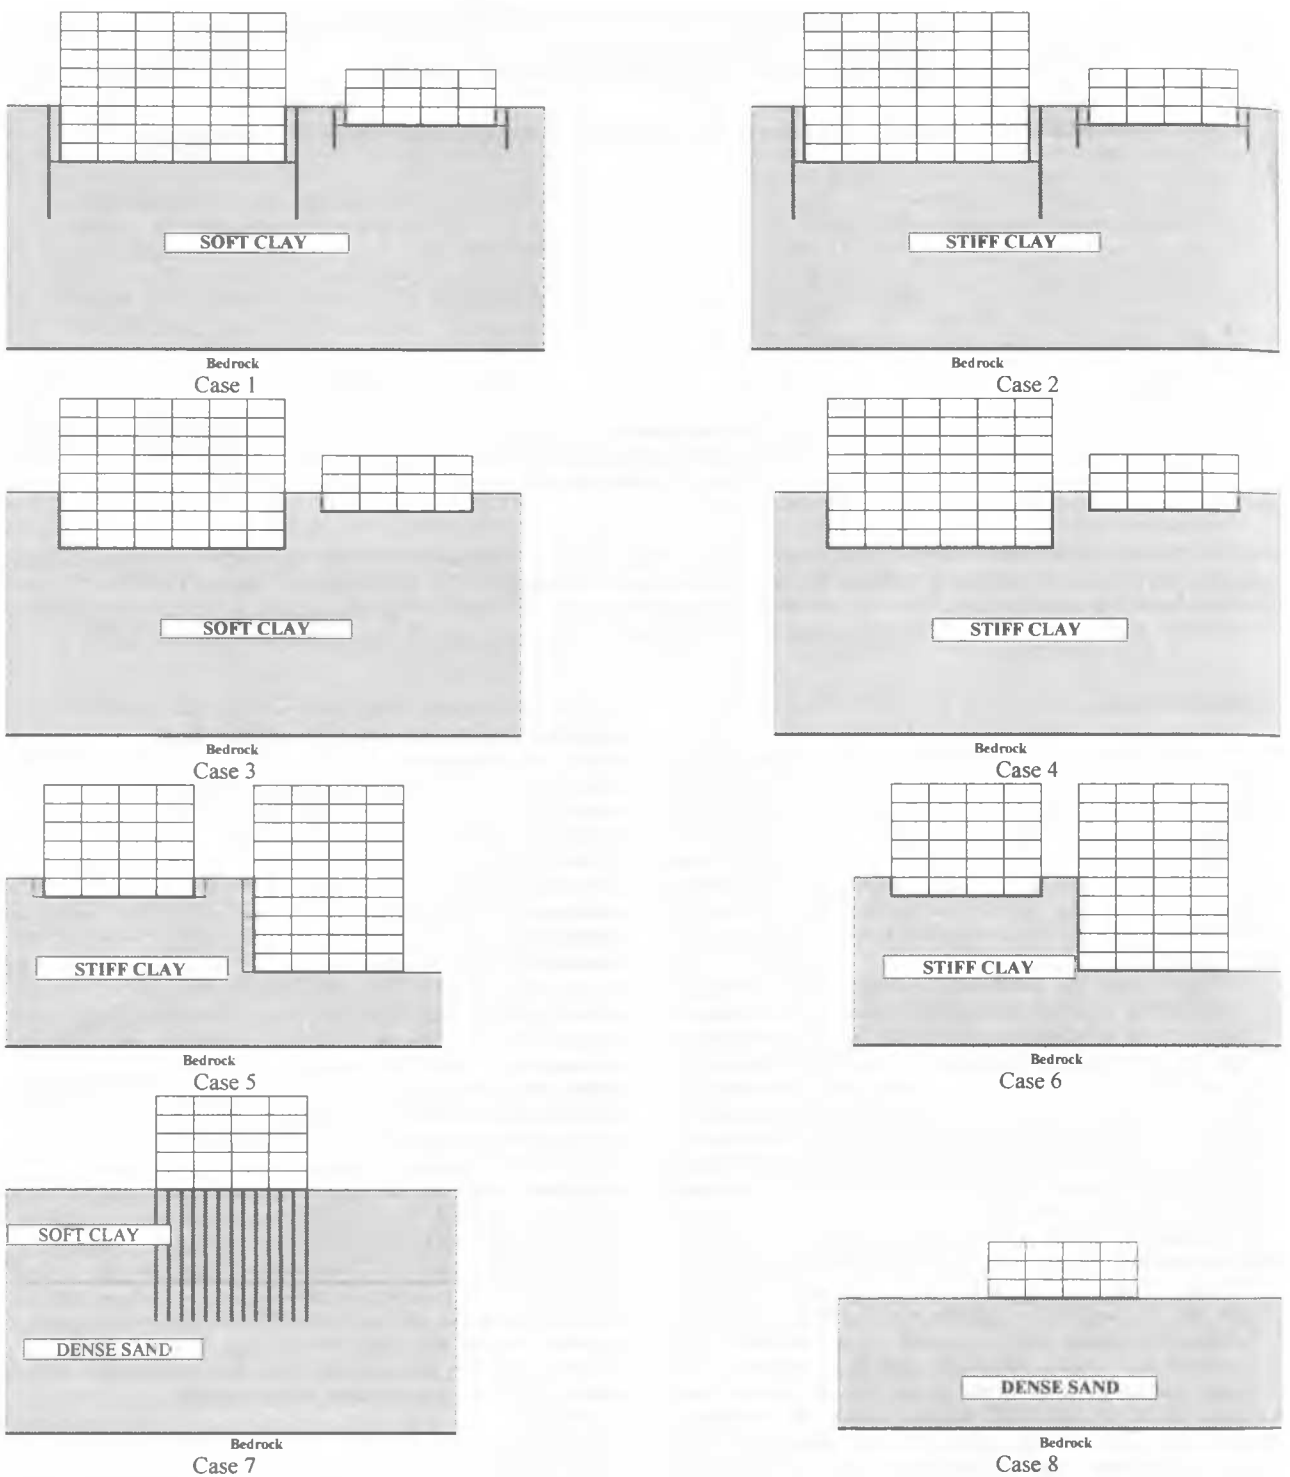 SOFT CLAY
STIFF CLAY
Bedrock
Bedrock
Case 1
Case 2
SOFT CLAY
STIFF CLAY
Bedrock
Bedrock
Case 3
Case 4
STIFF CLAY
STIFF CLAY
Bedrock
Bedrock
Case 5
Case 6
SOFT CLAY
DENSE SAND
DENSE SAND
Bedrock
Bedrock
Case 7
Case 8